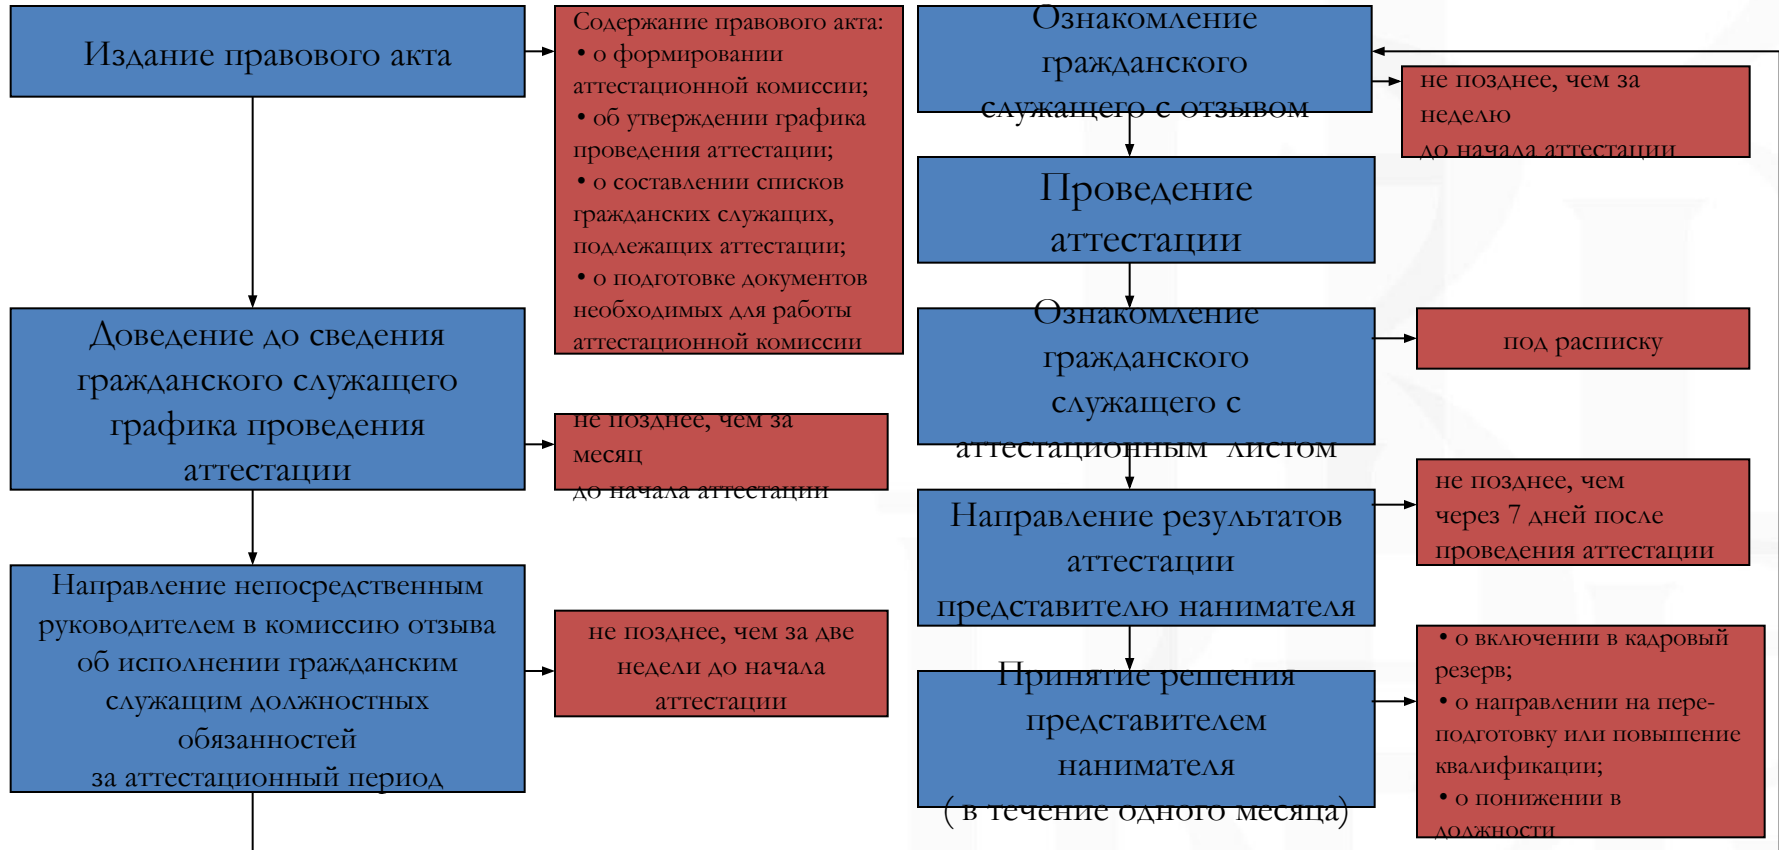 Издание правового акта
Содержание правового акта:
• о формировании
аттестационной комиссии;
• об утверждении графика
проведения аттестации;
• о составлении списков
гражданских служащих,
подлежащих аттестации;
• о подготовке документов
необходимых для работы
аттестационной комиссии
Доведение до сведения
гражданского служащего
графика проведения
аттестации
не позднее, чем за
месяц
до начала аттестации
Направление непосредственным
руководителем в комиссию отзыва
об исполнении гражданским
служащим должностных
обязанностей
за аттестационный период
не позднее, чем за две
недели до начала
аттестации
Ознакомление
гражданского
служащего с отзывом
не позднее, чем за
неделю
до начала аттестации
Проведение
аттестации
Ознакомление
гражданского
служащего с
аттестационным листом
под расписку
Направление результатов
аттестации
представителю нанимателя
не позднее, чем
через 7 дней после
проведения аттестации
Принятие решения
представителем
нанимателя
( в течение одного месяца)
• о включении в кадровый
резерв;
• о направлении на пере-
подготовку или повышение
квалификации;
• о понижении в
должности